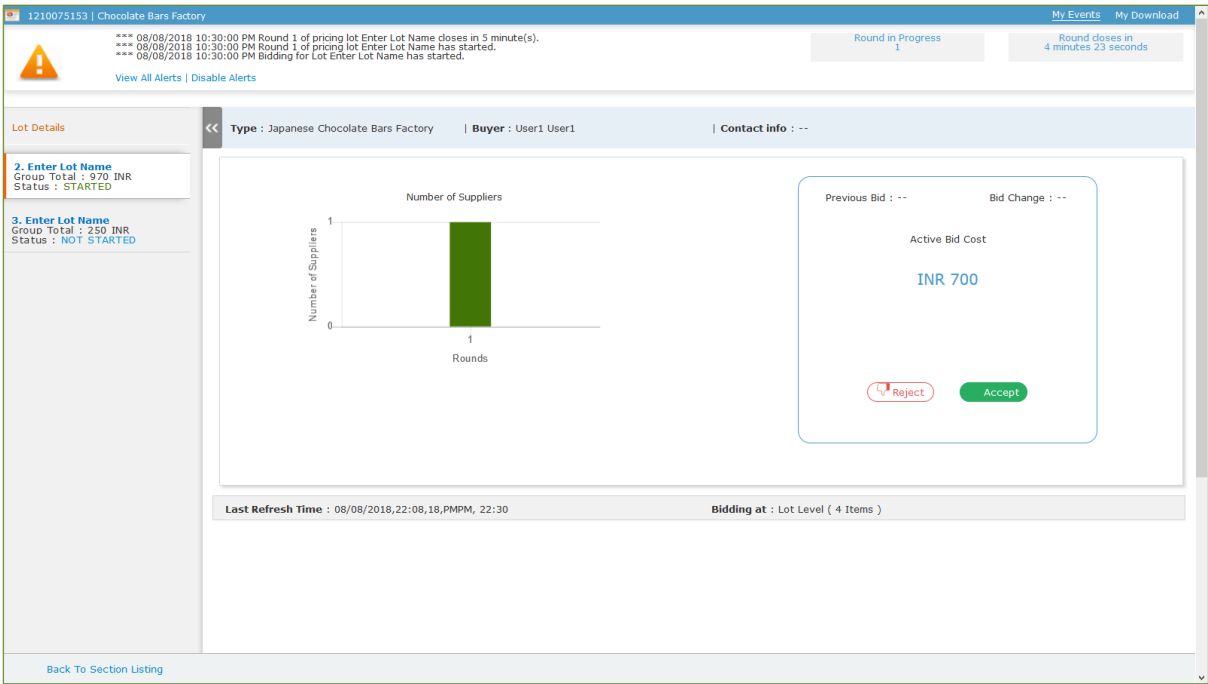 1210075153 | Chocolate Bars Factory
My Events My Download
*** 08/08/2018 10:30:00 PM Round 1 of pricing lot Enter Lot Name closes in 5 minute(s).
*** 08/08/2018 10:30:00 PM Round 1 of pricing lot Enter Lot Name has started.
*** 08/08/2018 10:30:00 PM Bidding for Lot Enter Lot Name has started.
View All Alerts | Disable Alerts
Round in Progress
1
Round closes in
4 minutes 23 seconds
Lot Details
2. Enter Lot Name
Group Total : 970 INR
Status : STARTED
3. Enter Lot Name
Group Total : 250 INR
Status : NOT STARTED
Type : Japanese Chocolate Bars Factory | Buyer : User1 User1 | Contact info : --
Number of Suppliers
Number of Suppliers
1
0
1
Rounds
Previous Bid : -- Bid Change : --
Active Bid Cost
INR 700
Reject Accept
Last Refresh Time : 08/08/2018,22:08,18,PMPM, 22:30 Bidding at : Lot Level ( 4 Items )
Back To Section Listing